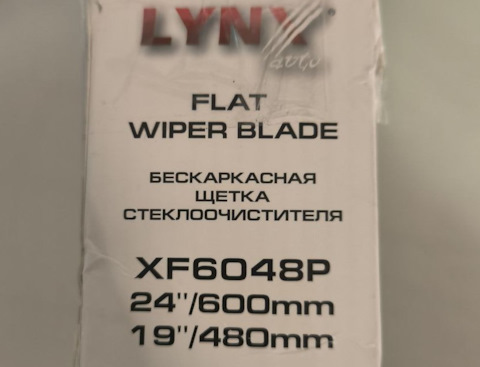 LYNX
auto
FLAT
WIPER BLADE
БЕСКАРКАСНАЯ
ЩЕТКА
СТЕКЛООЧИСТИТЕЛЯ
XF6048P
24"/600mm
19"/480mm